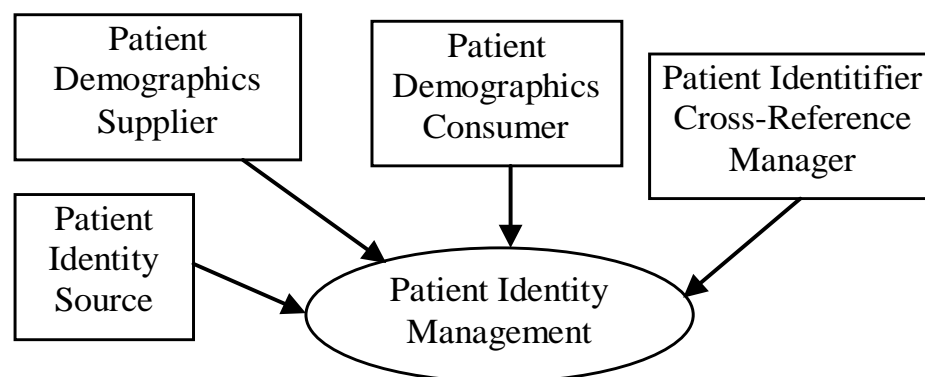 Patient
Demographics
Supplier
Patient
Demographics
Consumer
Patient Identitifier
Cross-Reference
Manager
Patient
Identity
Source
Patient Identity
Management